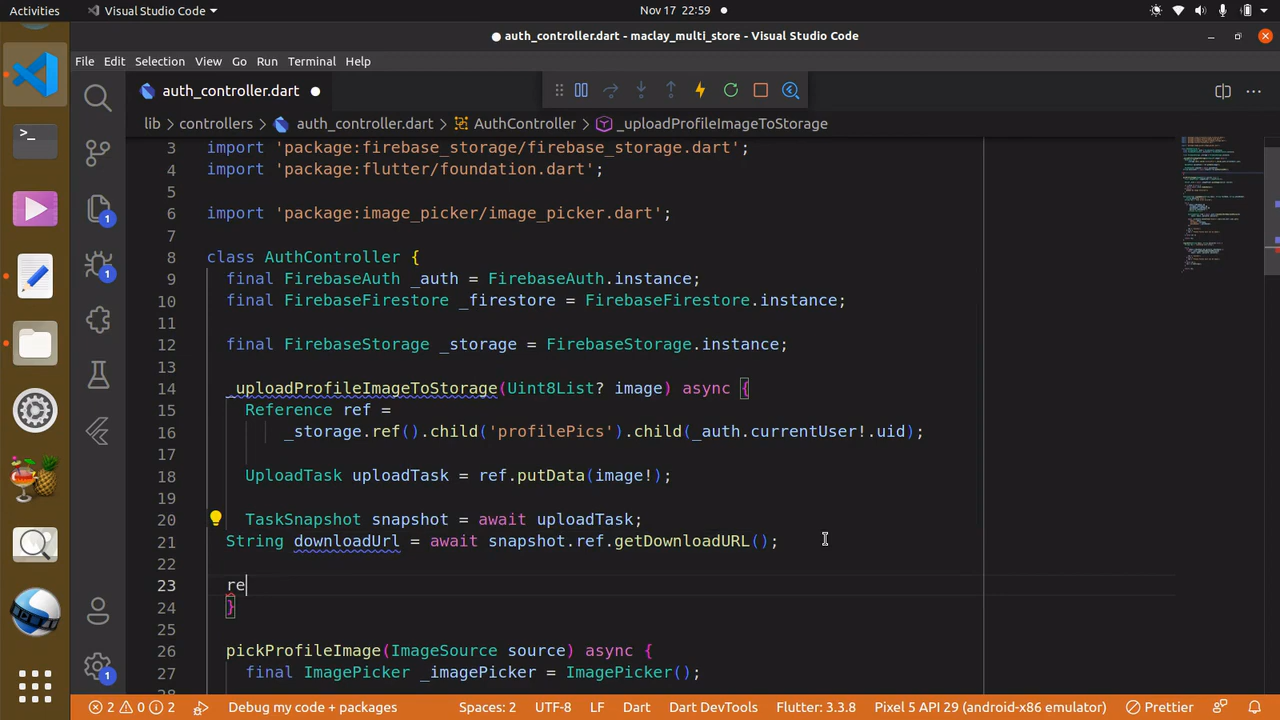 Activities
Visual Studio Code
Nov 17 22:59
auth_controller.dart - maclay_multi_store - Visual Studio Code
File Edit Selection View Go Run Terminal Help
auth_controller.dart
lib > controllers > auth_controller.dart > AuthController > _uploadProfileImageToStorage
3 import 'package:firebase_storage/firebase_storage.dart';
4 import 'package:flutter/foundation.dart';
5
6 import 'package:image_picker/image_picker.dart';
7
8 class AuthController {
9 final FirebaseAuth _auth = FirebaseAuth.instance;
10 final FirebaseFirestore _firestore = FirebaseFirestore.instance;
11
12 final FirebaseStorage _storage = FirebaseStorage.instance;
13
14 _uploadProfileImageToStorage(Uint8List? image) async {
15 Reference ref =
16 _storage.ref().child('profilePics').child(_auth.currentUser!.uid);
17
18 UploadTask uploadTask = ref.putData(image!);
19
20 TaskSnapshot snapshot = await uploadTask;
21 String downloadUrl = await snapshot.ref.getDownloadURL();
22
23 re
24 }
25
26 pickProfileImage(ImageSource source) async {
27 final ImagePicker _imagePicker = ImagePicker();
1
1
1
2 0 2 Debug my code + packages Spaces: 2 UTF-8 LF Dart Dart DevTools Flutter: 3.3.8 Pixel 5 API 29 (android-x86 emulator) Prettier